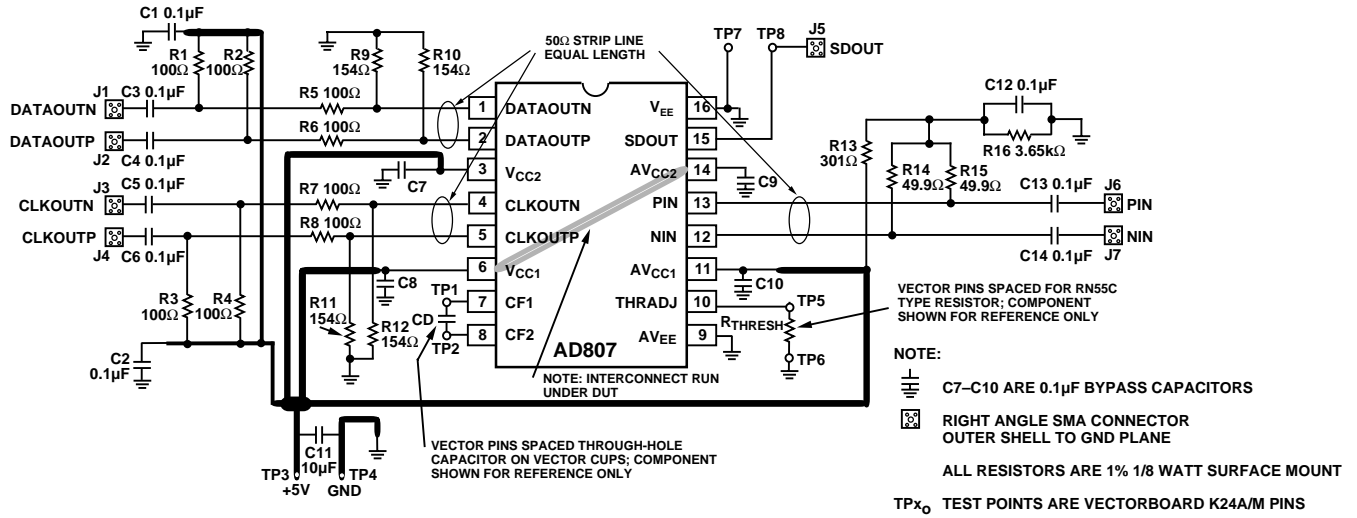 C1 0.1µF
R1
100Ω
R2
100Ω
R9
154Ω
R10
154Ω
50Ω STRIP LINE
EQUAL LENGTH
TP7
TP8
J5
SDOUT
J1
C3 0.1µF
R5 100Ω
DATAOUTN
R6 100Ω
DATAOUTP
J2
C4 0.1µF
J3
C5 0.1µF
C7
R7 100Ω
CLKOUTN
R8 100Ω
CLKOUTP
J4
C6 0.1µF
C8
R3
100Ω
R4
100Ω
R11
154Ω
R12
154Ω
TP1
CD
TP2
C2
0.1µF
1 DATAOUTN
2 DATAOUTP
3 VCC2
4 CLKOUTN
5 CLKOUTP
6 VCC1
7 CF1
8 CF2
VEE 16
SDOUT 15
AVCC2 14
PIN 13
NIN 12
AVCC1 11
THRADJ 10
AVEE 9
AD807
NOTE: INTERCONNECT RUN
UNDER DUT
C9
C10
R13
301Ω
C12 0.1µF
R16 3.65kΩ
R14
49.9Ω
R15
49.9Ω
C13 0.1µF
J6
PIN
NIN
C14 0.1µF
J7
TP5
RTHRESH
TP6
VECTOR PINS SPACED FOR RN55C
TYPE RESISTOR; COMPONENT
SHOWN FOR REFERENCE ONLY
C11
10µF
TP3
+5V
TP4
GND
VECTOR PINS SPACED THROUGH-HOLE
CAPACITOR ON VECTOR CUPS; COMPONENT
SHOWN FOR REFERENCE ONLY
NOTE:
C7–C10 ARE 0.1µF BYPASS CAPACITORS
RIGHT ANGLE SMA CONNECTOR
OUTER SHELL TO GND PLANE
ALL RESISTORS ARE 1% 1/8 WATT SURFACE MOUNT
TPx TEST POINTS ARE VECTORBOARD K24A/M PINS